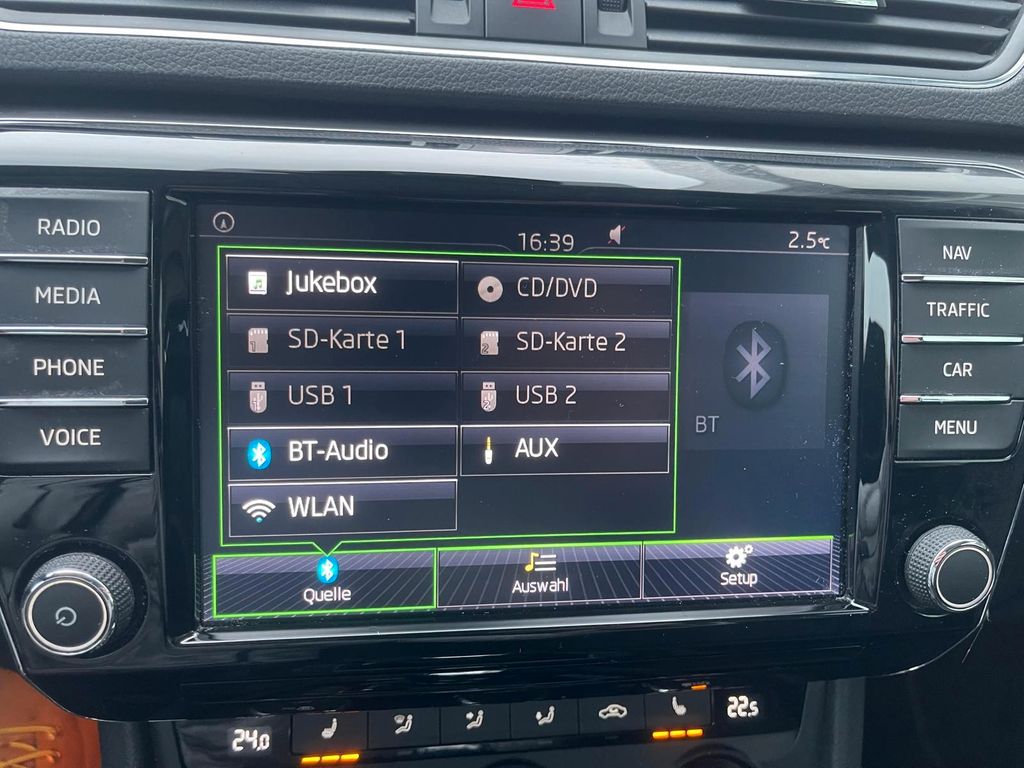 RADIO
MEDIA
PHONE
VOICE
16:39
2.5°C
Jukebox
CD/DVD
SD-Karte 1
SD-Karte 2
USB 1
USB 2
BT-Audio
AUX
WLAN
BT
Quelle
Auswahl
Setup
NAV
TRAFFIC
CAR
MENU
24.0
22.5